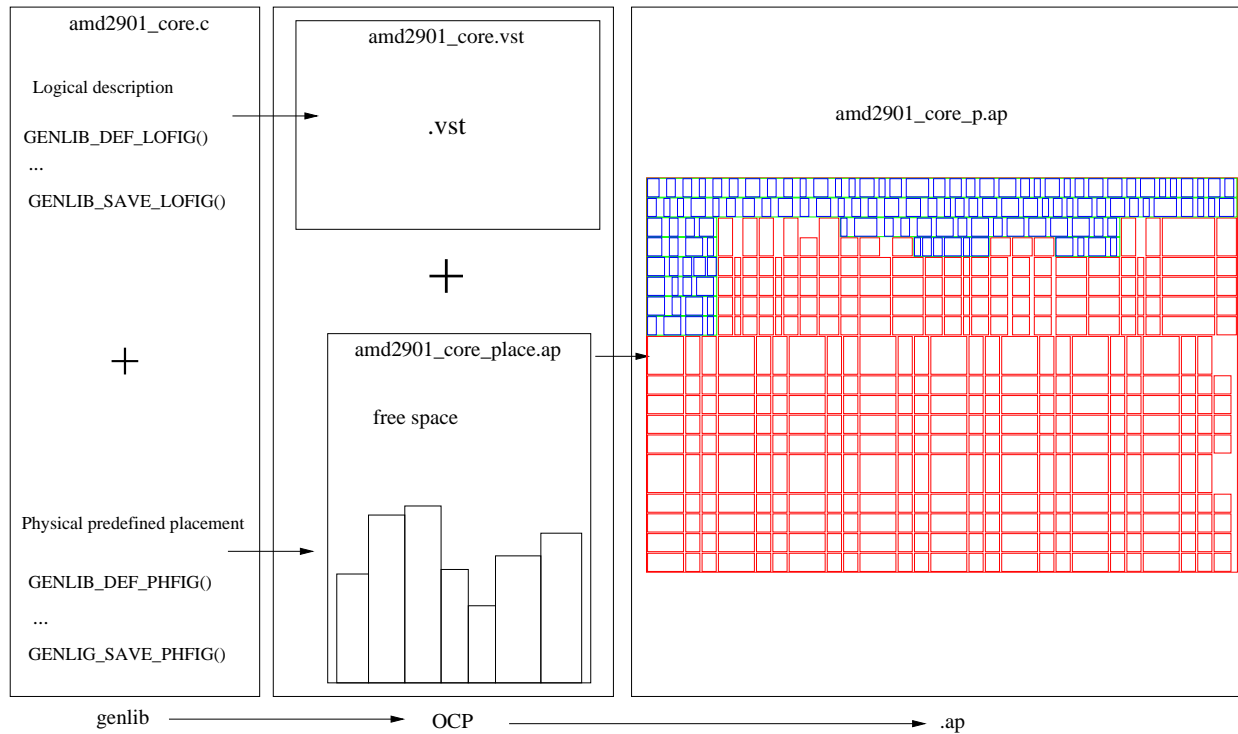 amd2901_core.c
Logical description
GENLIB_DEF_LOFIG()
...
GENLIB_SAVE_LOFIG()
+
Physical predefined placement
GENLIB_DEF_PHFIG()
...
GENLIG_SAVE_PHFIG()
amd2901_core.vst
.vst
+
amd2901_core_place.ap
free space
amd2901_core_p.ap
genlib
OCP
.ap